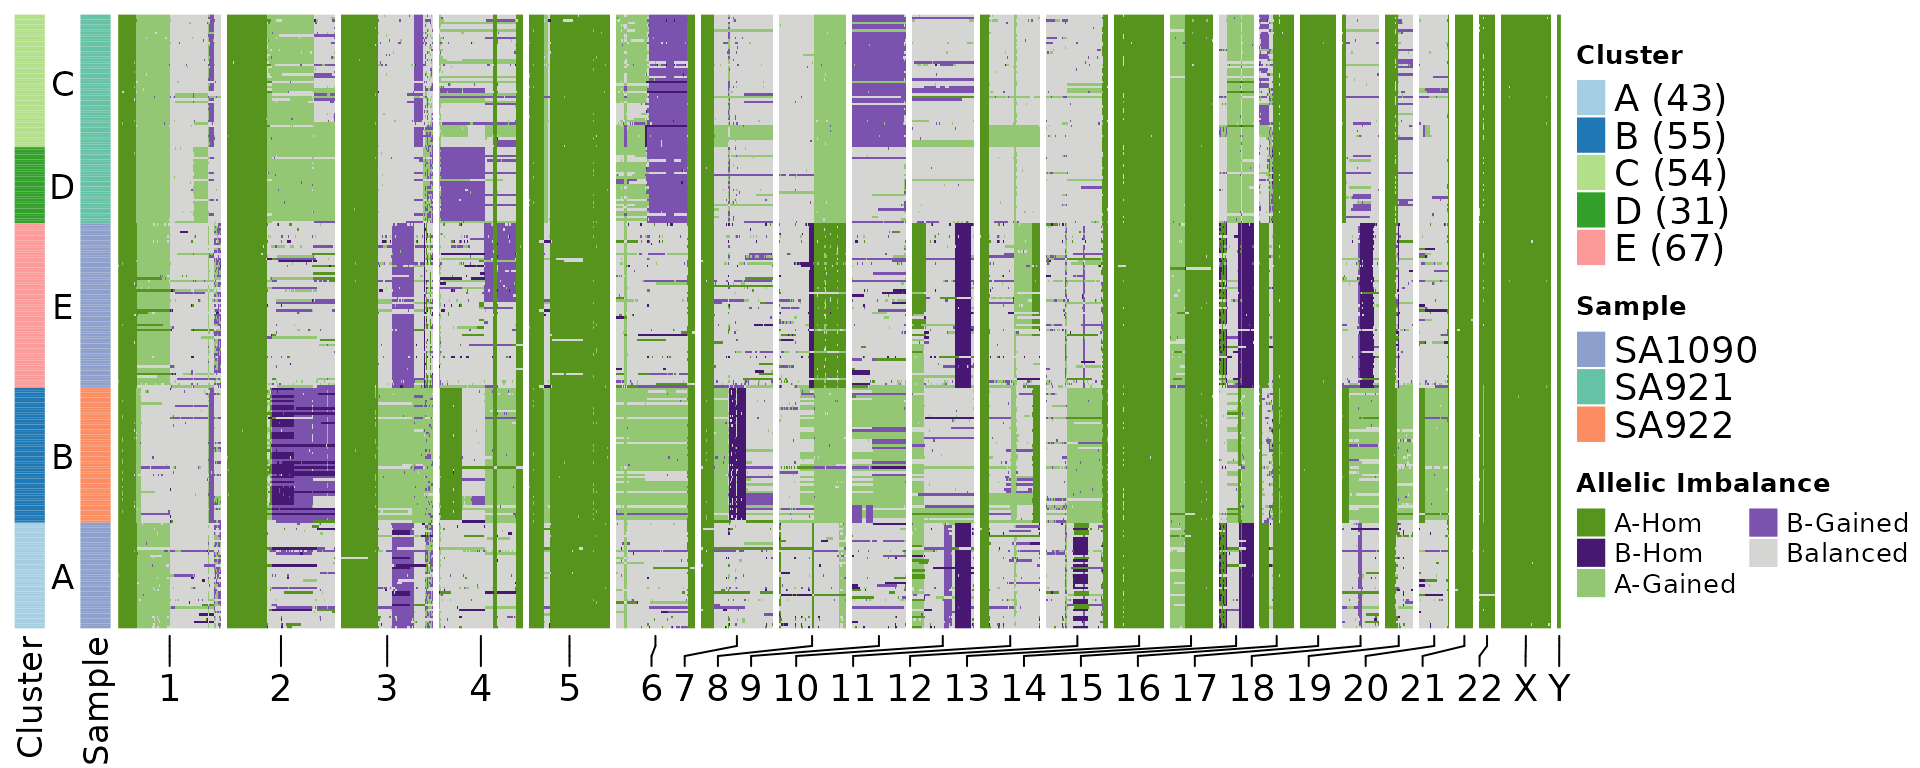 C
D
E
B
A
Cluster
Sample
1 2 3 4 5 6 7 8 9 10 11 12 13 14 15 16 17 18 19 20 21 22 X Y
Cluster
A (43)
B (55)
C (54)
D (31)
E (67)
Sample
SA1090
SA921
SA922
Allelic Imbalance
A-Hom B-Gained
B-Hom Balanced
A-Gained